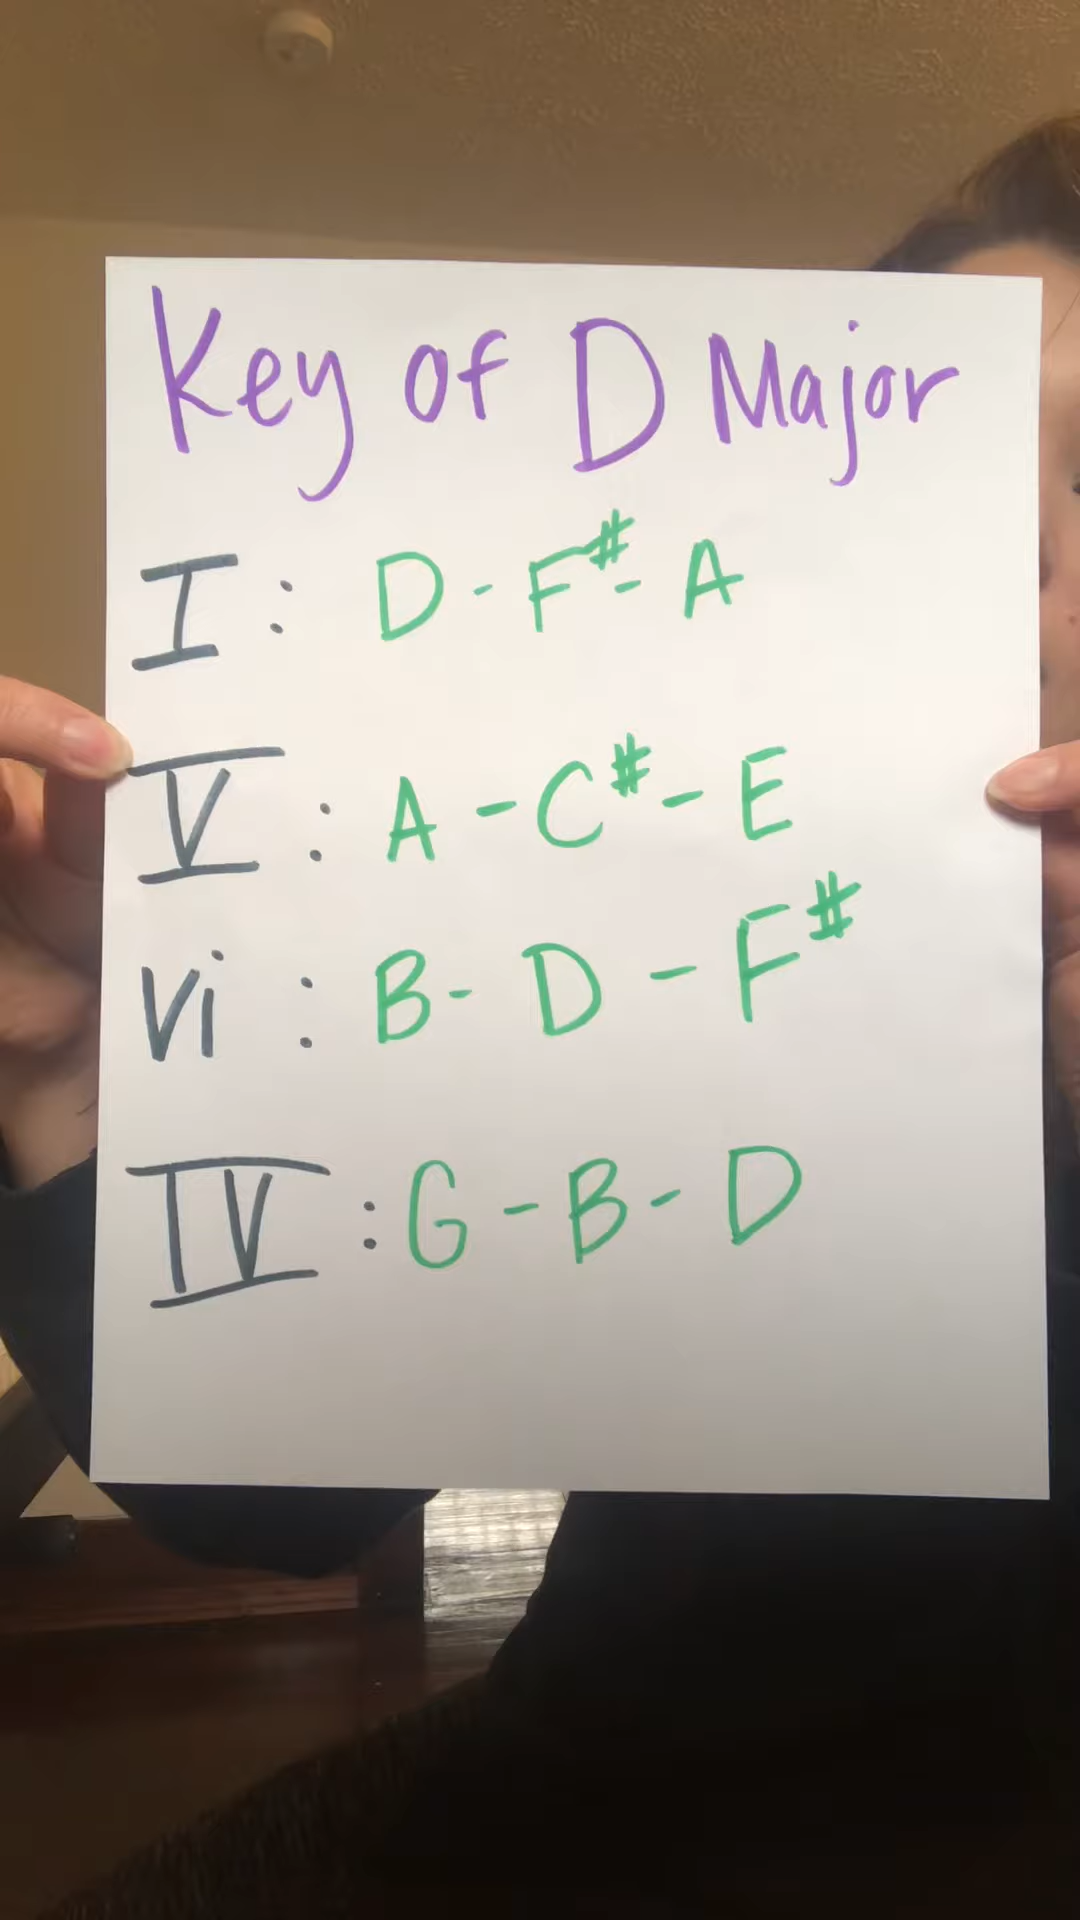 Key of D Major
I : D - F# - A
V : A - C# - E
vi : B - D - F#
IV : G - B - D